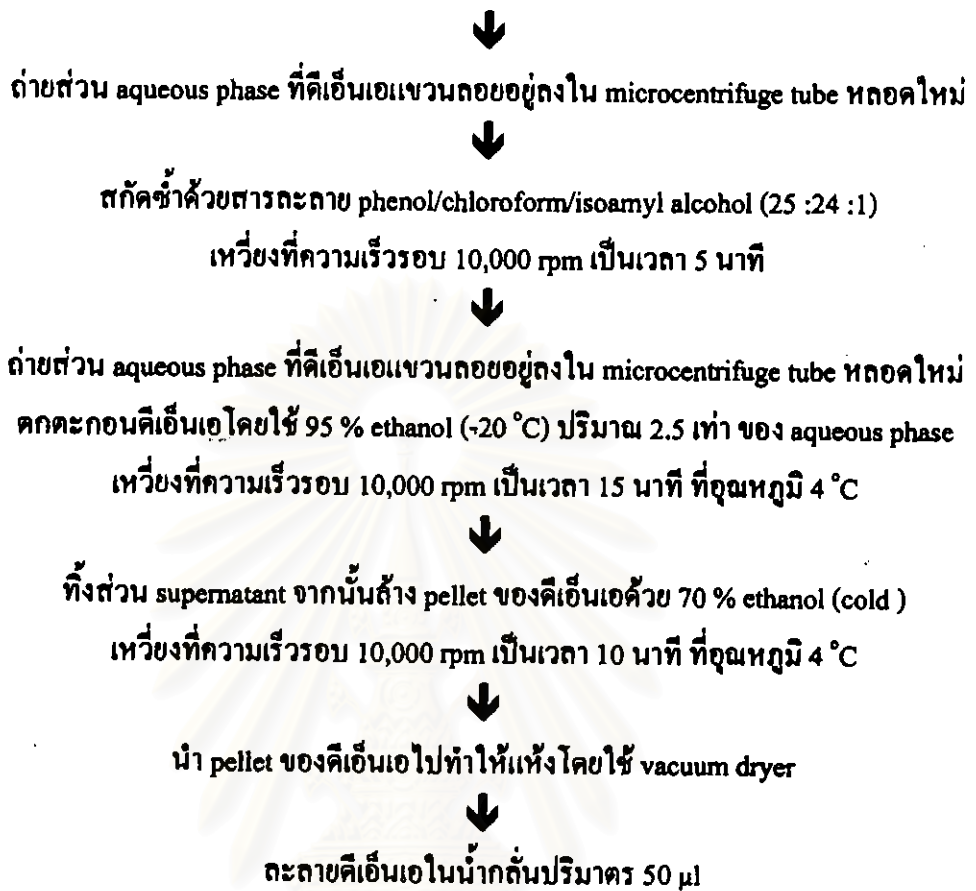 ถ่ายส่วน aqueous phase ที่ดีเอ็นเอแขวนลอยอยู่ลงใน microcentrifuge tube หลอดใหม่
สกัดซ้ำด้วยสารละลาย phenol/chloroform/isoamyl alcohol (25 :24 :1)
เหวี่ยงที่ความเร็วรอบ 10,000 rpm เป็นเวลา 5 นาที
ถ่ายส่วน aqueous phase ที่ดีเอ็นเอแขวนลอยอยู่ลงใน microcentrifuge tube หลอดใหม่
ตกตะกอนดีเอ็นเอโดยใช้ 95 % ethanol (-20 °C) ปริมาณ 2.5 เท่า ของ aqueous phase
เหวี่ยงที่ความเร็วรอบ 10,000 rpm เป็นเวลา 15 นาที ที่อุณหภูมิ 4 °C
ทิ้งส่วน supernatant จากนั้นล้าง pellet ของดีเอ็นเอด้วย 70 % ethanol (cold )
เหวี่ยงที่ความเร็วรอบ 10,000 rpm เป็นเวลา 10 นาที ที่อุณหภูมิ 4 °C
นำ pellet ของดีเอ็นเอไปทำให้แห้งโดยใช้ vacuum dryer
ละลายดีเอ็นเอในน้ำกลั่นปริมาตร 50 µl